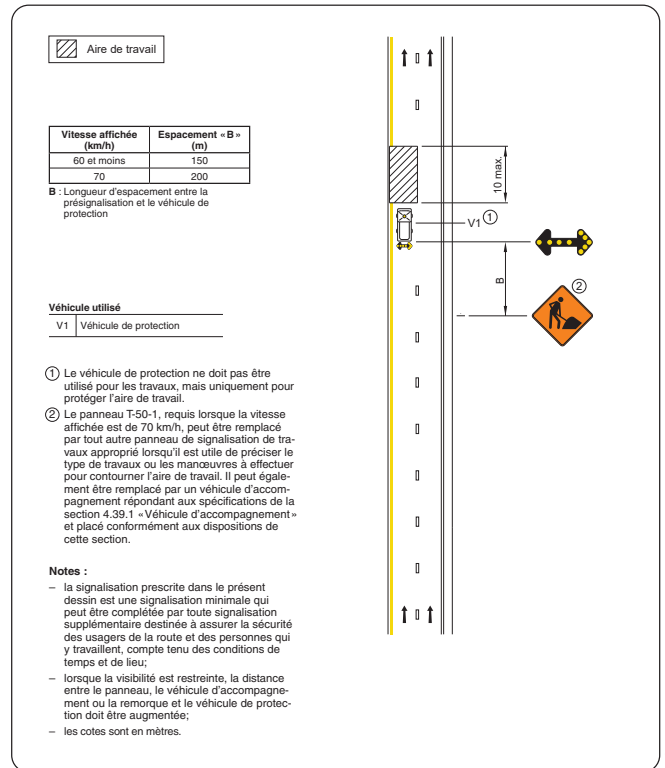 Aire de travail
Vitesse affichée (km/h) Espacement «B» (m)
60 et moins 150
70 200
B : Longueur d'espacement entre la
présignalisation et le véhicule de
protection
Véhicule utilisé
V1 Véhicule de protection
① Le véhicule de protection ne doit pas être
utilisé pour les travaux, mais uniquement pour
protéger l'aire de travail.
② Le panneau T-50-1, requis lorsque la vitesse
affichée est de 70 km/h, peut être remplacé
par tout autre panneau de signalisation de tra-
vaux approprié lorsqu'il est utile de préciser le
type de travaux ou les manœuvres à effectuer
pour contourner l'aire de travail. Il peut égale-
ment être remplacé par un véhicule d'accom-
pagnement répondant aux spécifications de la
section 4.39.1 «Véhicule d'accompagnement»
et placé conformément aux dispositions de
cette section.
Notes :
– la signalisation prescrite dans le présent
dessin est une signalisation minimale qui
peut être complétée par toute signalisation
supplémentaire destinée à assurer la sécurité
des usagers de la route et des personnes qui
y travaillent, compte tenu des conditions de
temps et de lieu;
– lorsque la visibilité est restreinte, la distance
entre le panneau, le véhicule d'accompagne-
ment ou la remorque et le véhicule de protec-
tion doit être augmentée;
– les cotes sont en mètres.
10 max.
V1 ①
B
②